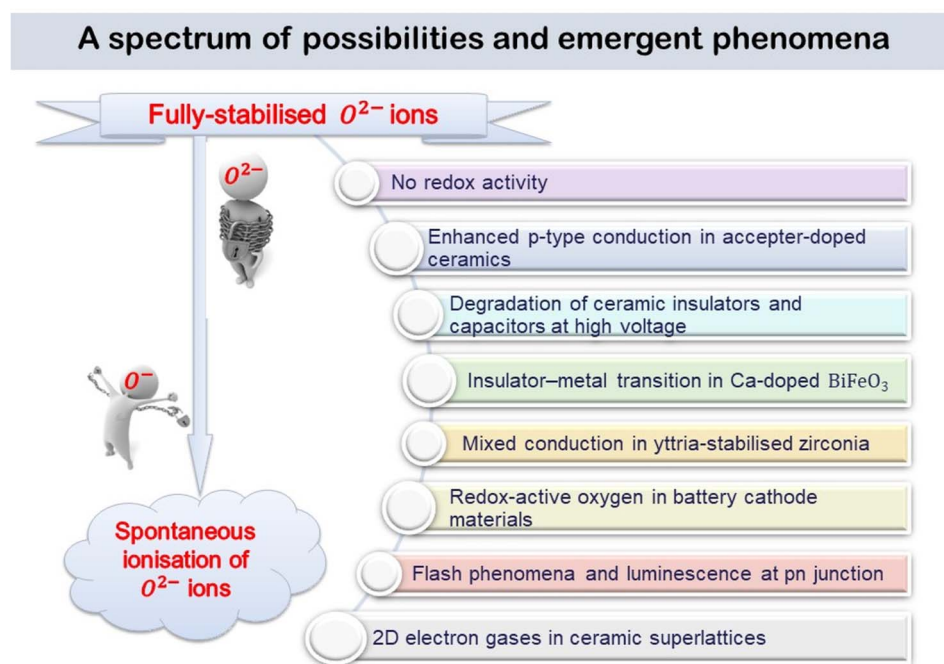 A spectrum of possibilities and emergent phenomena
Fully-stabilised O²⁻ ions
O²⁻
No redox activity
Enhanced p-type conduction in accepter-doped
ceramics
Degradation of ceramic insulators and
capacitors at high voltage
Insulator–metal transition in Ca-doped BiFeO₃
O⁻
Mixed conduction in yttria-stabilised zirconia
Redox-active oxygen in battery cathode
materials
Spontaneous
ionisation of
O²⁻ ions
Flash phenomena and luminescence at pn junction
2D electron gases in ceramic superlattices